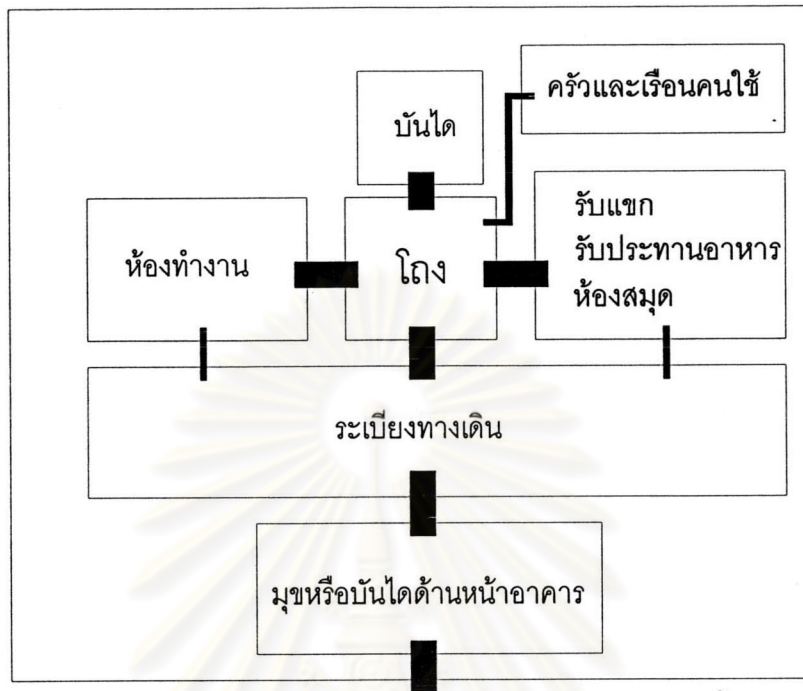 ครัวและเรือนคนใช้
บันได
ห้องทำงาน
โถง
รับแขก
รับประทานอาหาร
ห้องสมุด
ระเบียงทางเดิน
มุขหรือบันไดด้านหน้าอาคาร